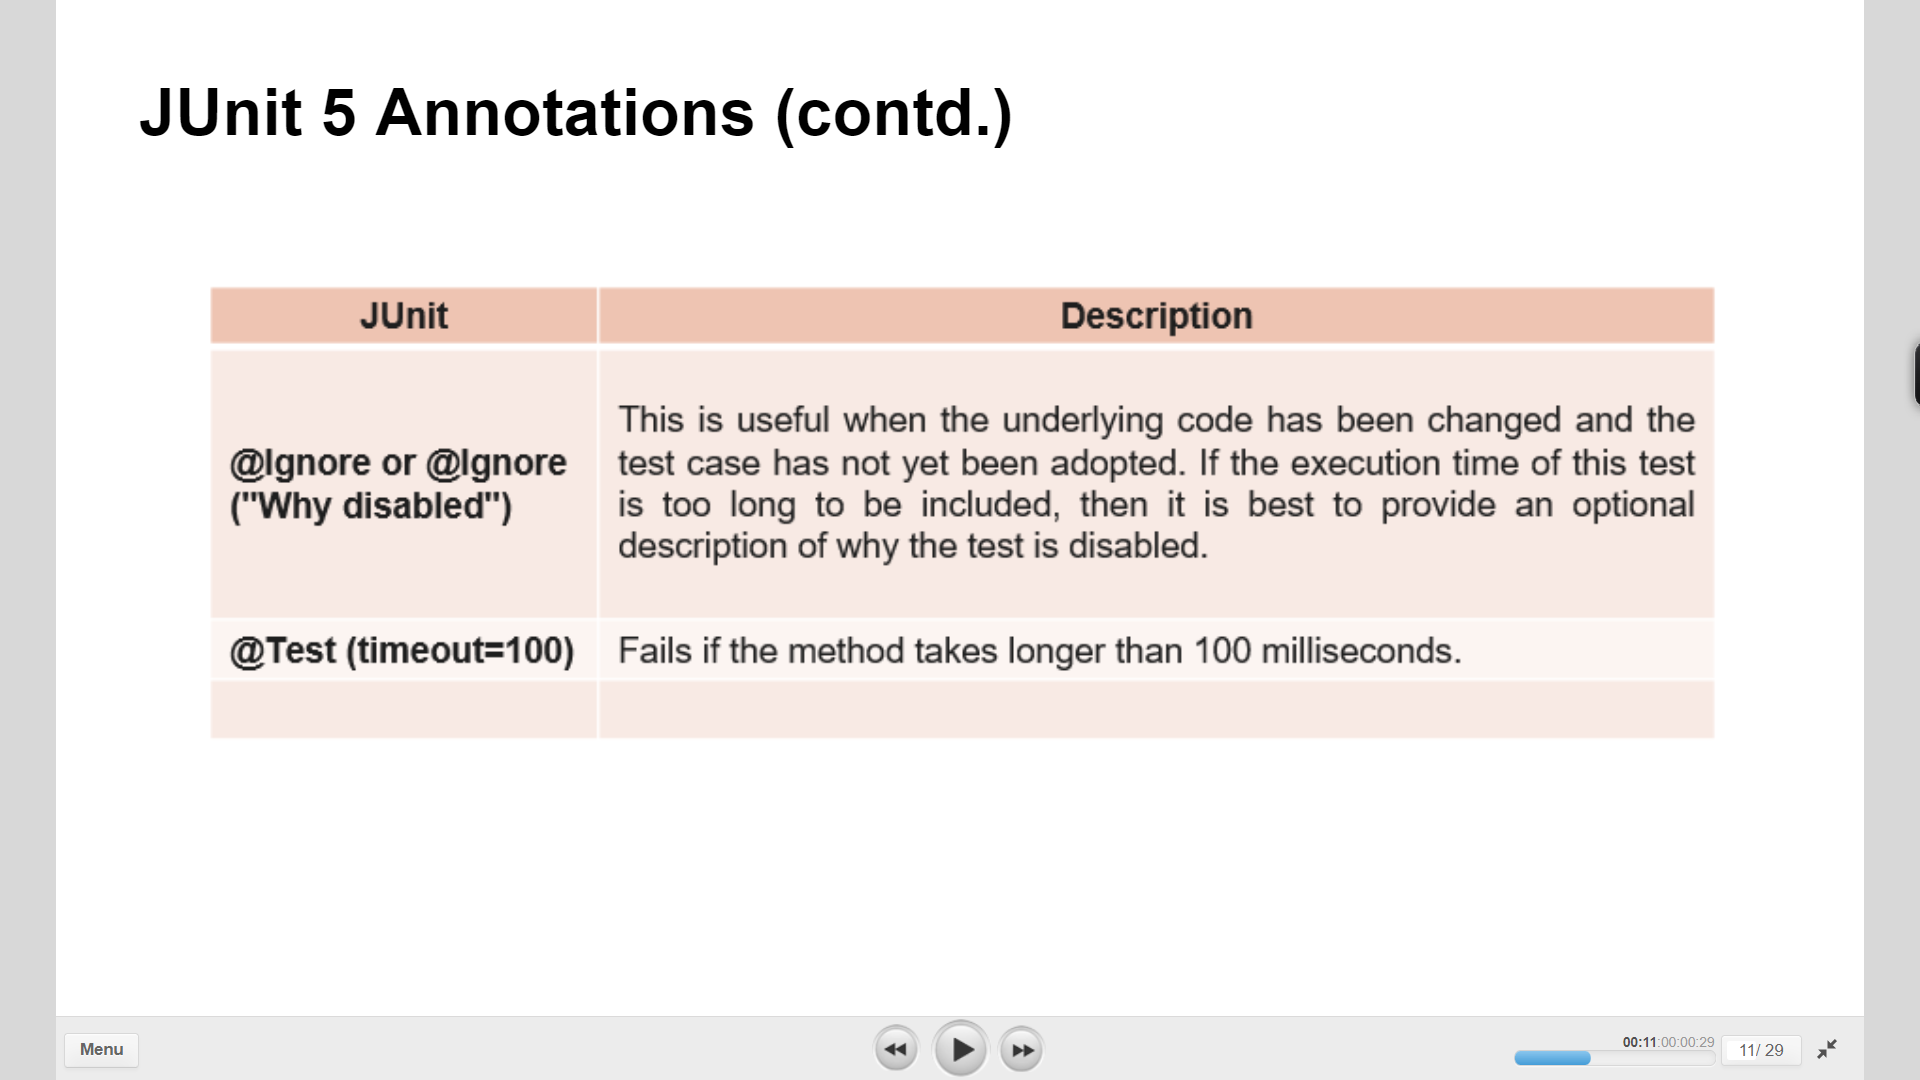 JUnit 5 Annotations (contd.)
JUnit
Description
@Ignore or @Ignore
("Why disabled")
This is useful when the underlying code has been changed and the
test case has not yet been adopted. If the execution time of this test
is too long to be included, then it is best to provide an optional
description of why the test is disabled.
@Test (timeout=100)
Fails if the method takes longer than 100 milliseconds.
Menu
00:11:00:00:29
11/ 29